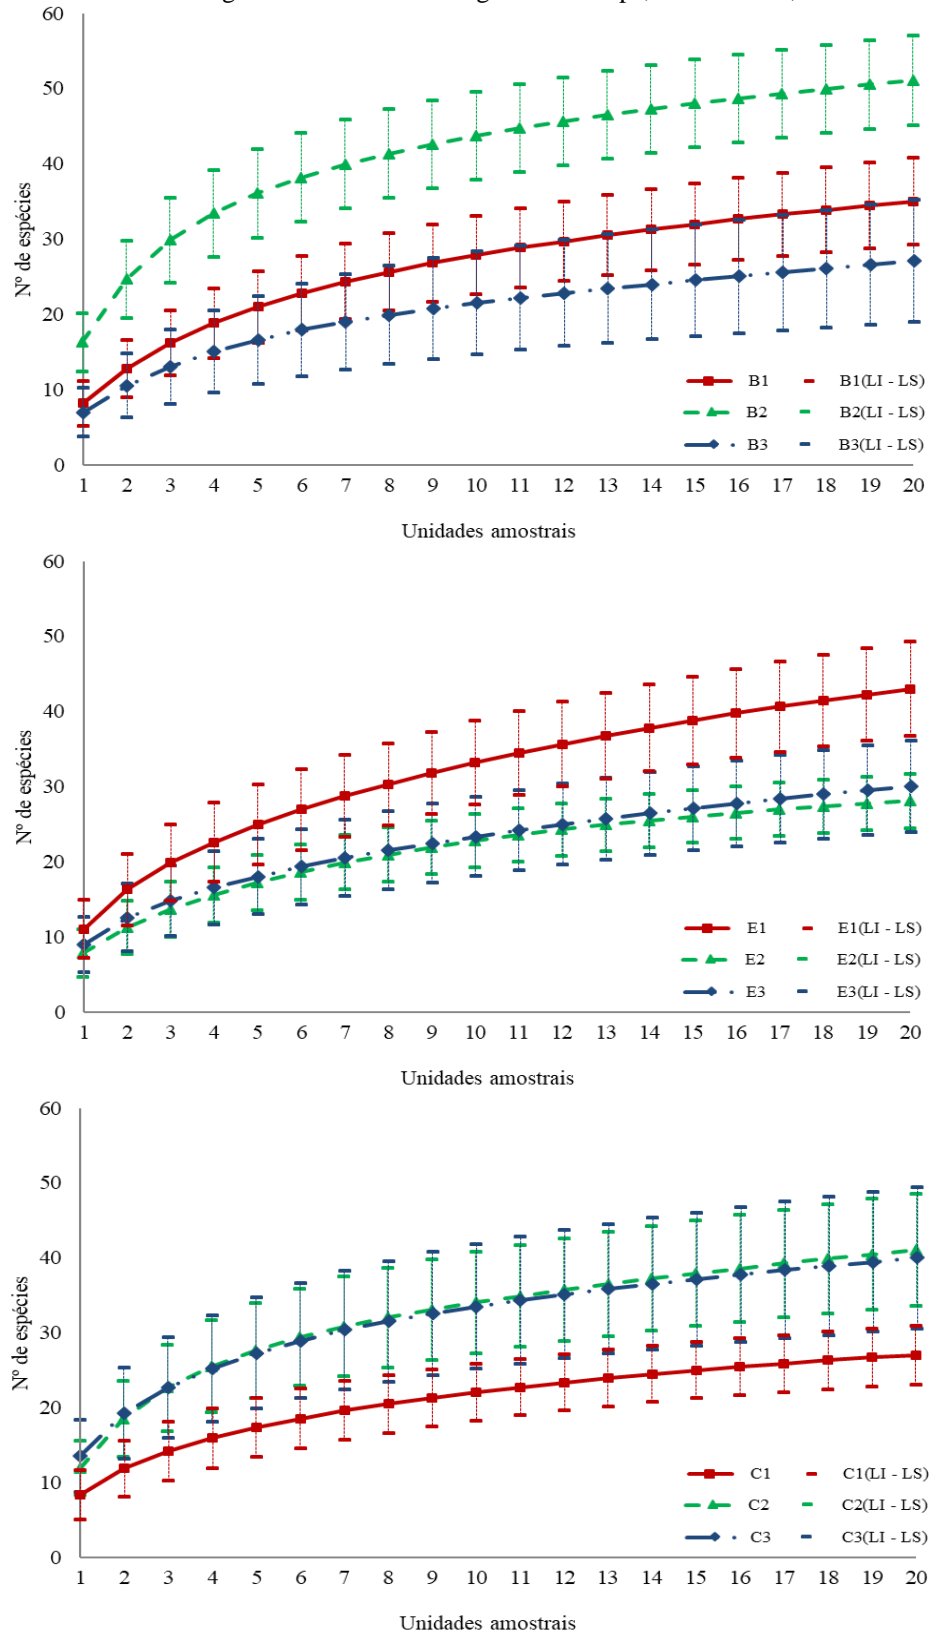 60
50
40
30
20
10
0
Nº de espécies
1 2 3 4 5 6 7 8 9 10 11 12 13 14 15 16 17 18 19 20
Unidades amostrais
B1 B1(LI - LS)
B2 B2(LI - LS)
B3 B3(LI - LS)
60
50
40
30
20
10
0
Nº de espécies
1 2 3 4 5 6 7 8 9 10 11 12 13 14 15 16 17 18 19 20
Unidades amostrais
E1 E1(LI - LS)
E2 E2(LI - LS)
E3 E3(LI - LS)
60
50
40
30
20
10
0
Nº de espécies
1 2 3 4 5 6 7 8 9 10 11 12 13 14 15 16 17 18 19 20
Unidades amostrais
C1 C1(LI - LS)
C2 C2(LI - LS)
C3 C3(LI - LS)